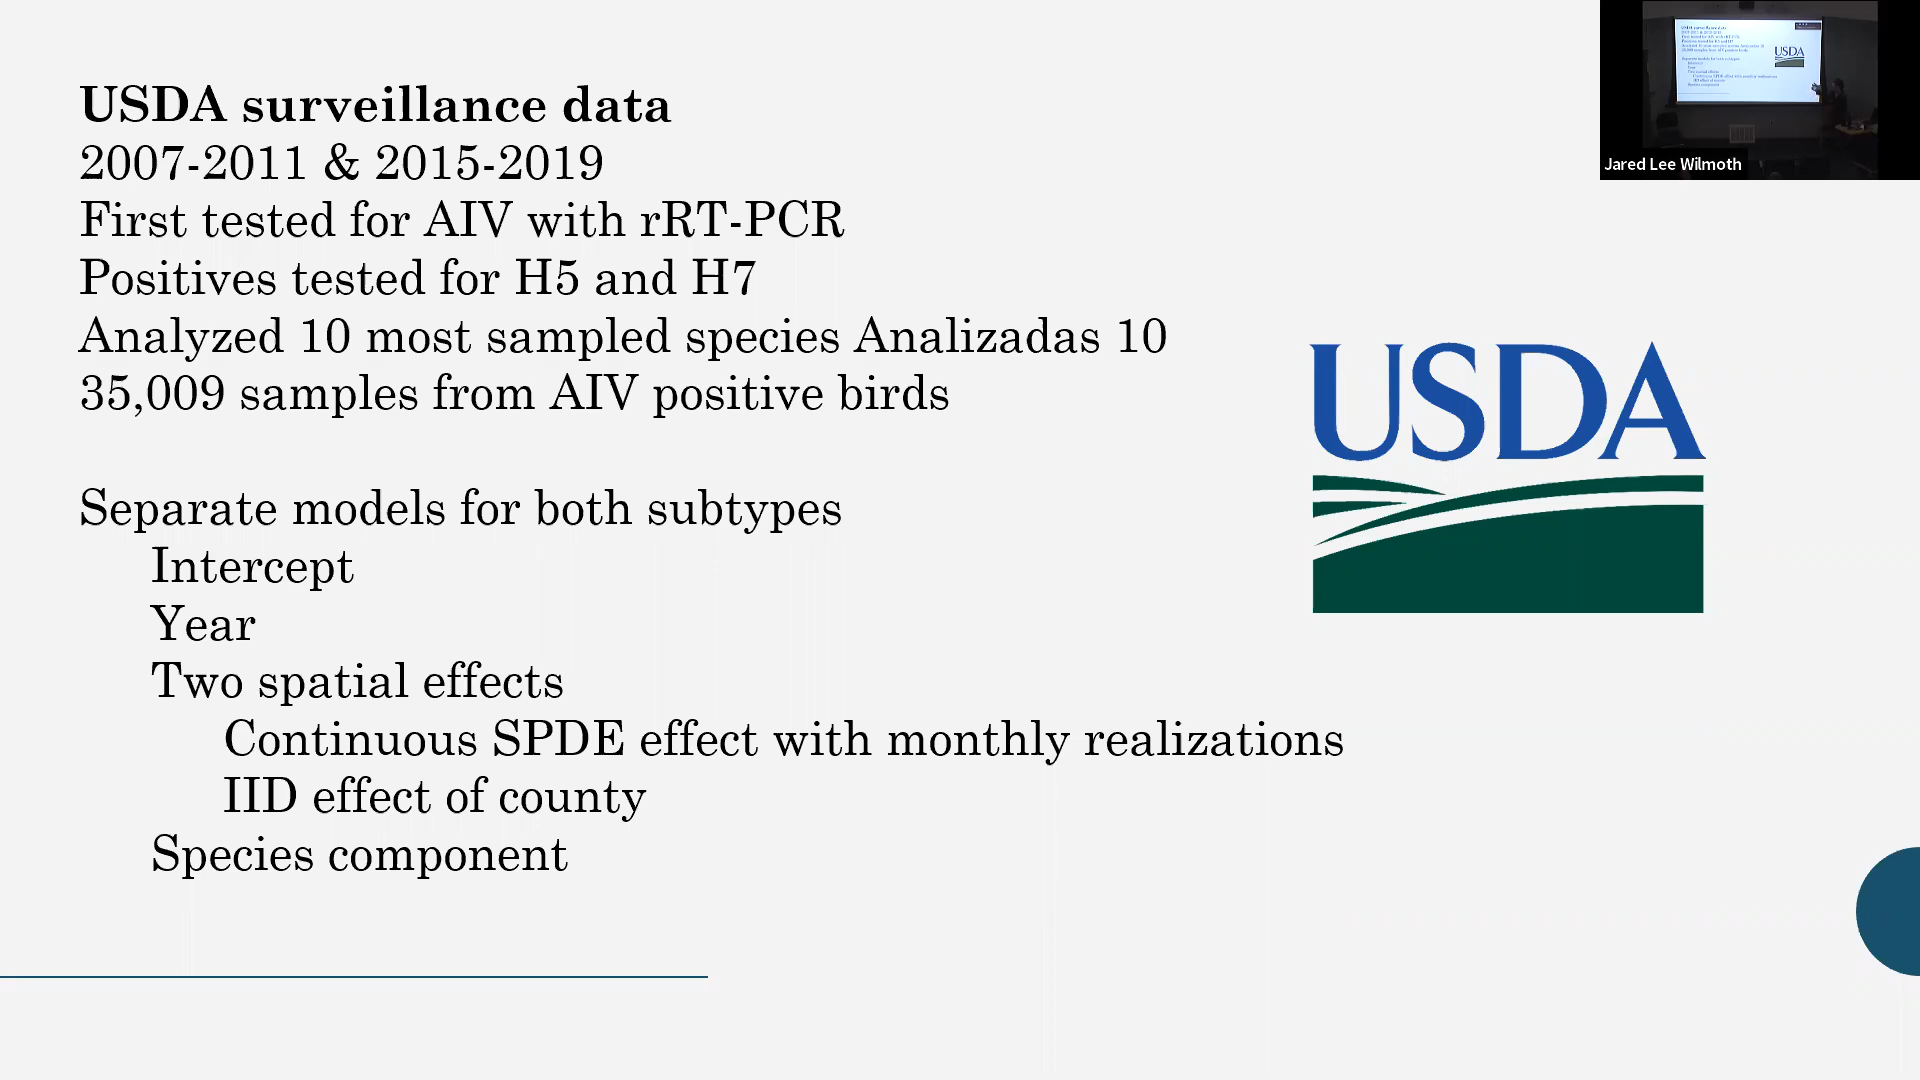 USDA surveillance data
2007-2011 & 2015-2019
First tested for AIV with rRT-PCR
Positives tested for H5 and H7
Analyzed 10 most sampled species Analizadas 10
35,009 samples from AIV positive birds
Separate models for both subtypes
Intercept
Year
Two spatial effects
Continuous SPDE effect with monthly realizations
IID effect of county
Species component
USDA
Jared Lee Wilmoth